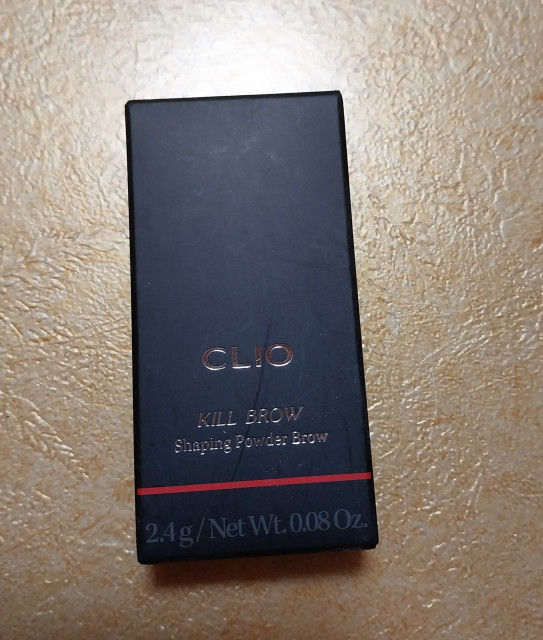 CLIO
KILL BROW
Shaping Powder Brow
2.4 g / Net Wt. 0.08 Oz.